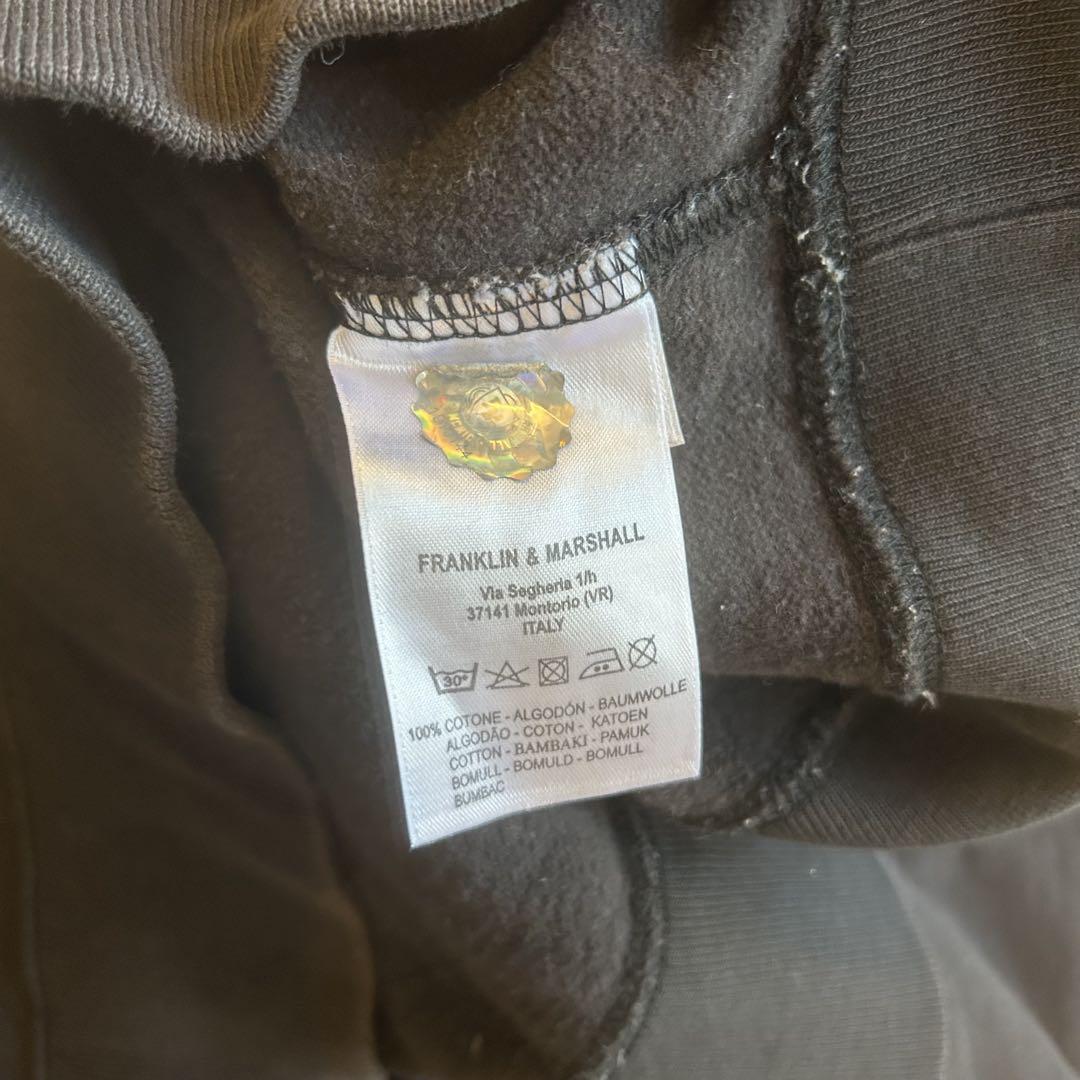 FRANKLIN & MARSHALL
Via Segheria 1/h
37141 Montorio (VR)
ITALY
30°
100% COTONE - ALGODÓN - BAUMWOLLE
ALGODÃO - COTON - KATOEN
COTTON - BAMBAKI - PAMUK
BOMULL - BOMULD - BOMULL
BUMBAC